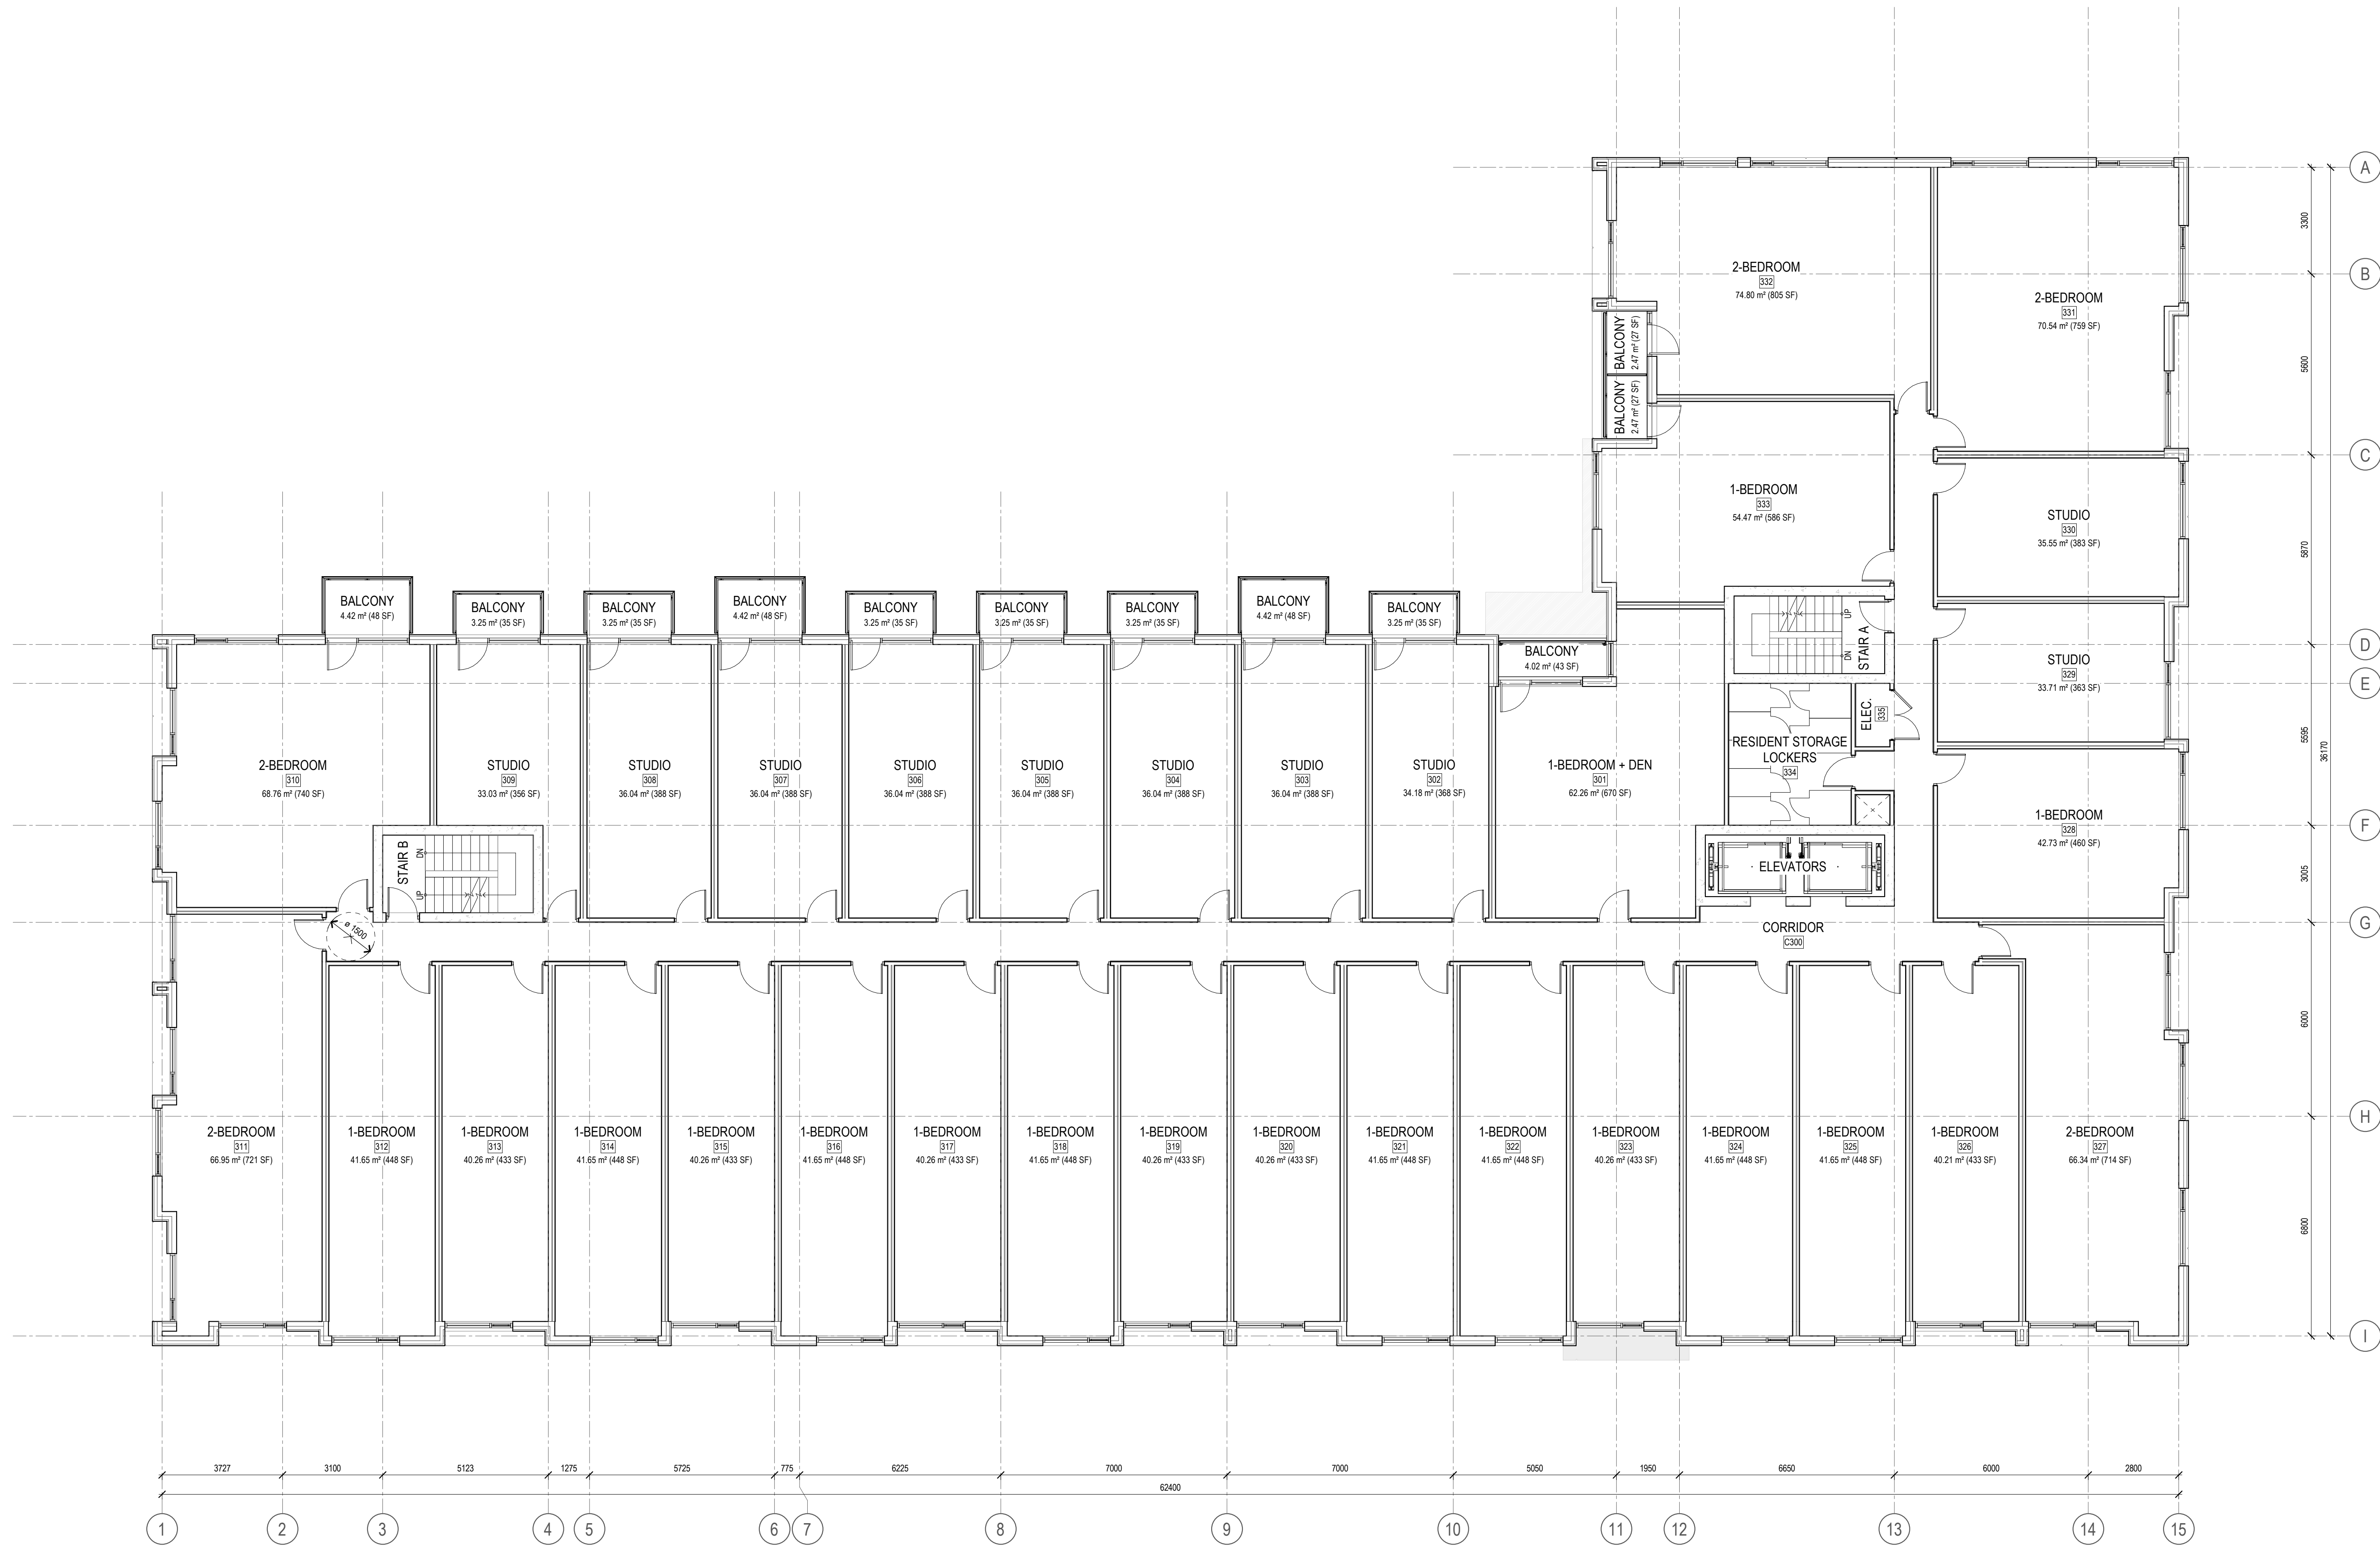 A
3300
2-BEDROOM
332
74.80 m² (805 SF)
B
2-BEDROOM
331
70.54 m² (759 SF)
BALCONY
2.47 m² (27 SF)
5600
36170
BALCONY
2.47 m² (27 SF)
C
1-BEDROOM
333
54.47 m² (586 SF)
STUDIO
330
35.55 m² (383 SF)
5870
BALCONY
4.42 m² (48 SF)
BALCONY
3.25 m² (35 SF)
BALCONY
3.25 m² (35 SF)
BALCONY
4.42 m² (48 SF)
BALCONY
3.25 m² (35 SF)
BALCONY
3.25 m² (35 SF)
BALCONY
3.25 m² (35 SF)
BALCONY
4.42 m² (48 SF)
BALCONY
3.25 m² (35 SF)
BALCONY
4.02 m² (43 SF)
UP
DN
STAIR A
D
STUDIO
329
33.71 m² (363 SF)
E
ELEC.
335
RESIDENT STORAGE
LOCKERS
334
5595
2-BEDROOM
310
68.76 m² (740 SF)
STUDIO
309
33.03 m² (356 SF)
STUDIO
308
36.04 m² (388 SF)
STUDIO
307
36.04 m² (388 SF)
STUDIO
306
36.04 m² (388 SF)
STUDIO
305
36.04 m² (388 SF)
STUDIO
304
36.04 m² (388 SF)
STUDIO
303
36.04 m² (388 SF)
STUDIO
302
34.18 m² (368 SF)
1-BEDROOM + DEN
301
62.26 m² (670 SF)
1-BEDROOM
328
42.73 m² (460 SF)
F
STAIR B
DN
UP
ELEVATORS
3005
G
ø 1500
CORRIDOR
C300
6000
H
2-BEDROOM
311
66.95 m² (721 SF)
1-BEDROOM
312
41.65 m² (448 SF)
1-BEDROOM
313
40.26 m² (433 SF)
1-BEDROOM
314
41.65 m² (448 SF)
1-BEDROOM
315
40.26 m² (433 SF)
1-BEDROOM
316
41.65 m² (448 SF)
1-BEDROOM
317
40.26 m² (433 SF)
1-BEDROOM
318
41.65 m² (448 SF)
1-BEDROOM
319
40.26 m² (433 SF)
1-BEDROOM
320
40.26 m² (433 SF)
1-BEDROOM
321
41.65 m² (448 SF)
1-BEDROOM
322
41.65 m² (448 SF)
1-BEDROOM
323
40.26 m² (433 SF)
1-BEDROOM
324
41.65 m² (448 SF)
1-BEDROOM
325
41.65 m² (448 SF)
1-BEDROOM
326
40.21 m² (433 SF)
2-BEDROOM
327
66.34 m² (714 SF)
6800
I
3727 3100 5123 1275 5725 775 6225 7000 7000 5050 1950 6650 6000 2800
62400
1 2 3 4 5 6 7 8 9 10 11 12 13 14 15